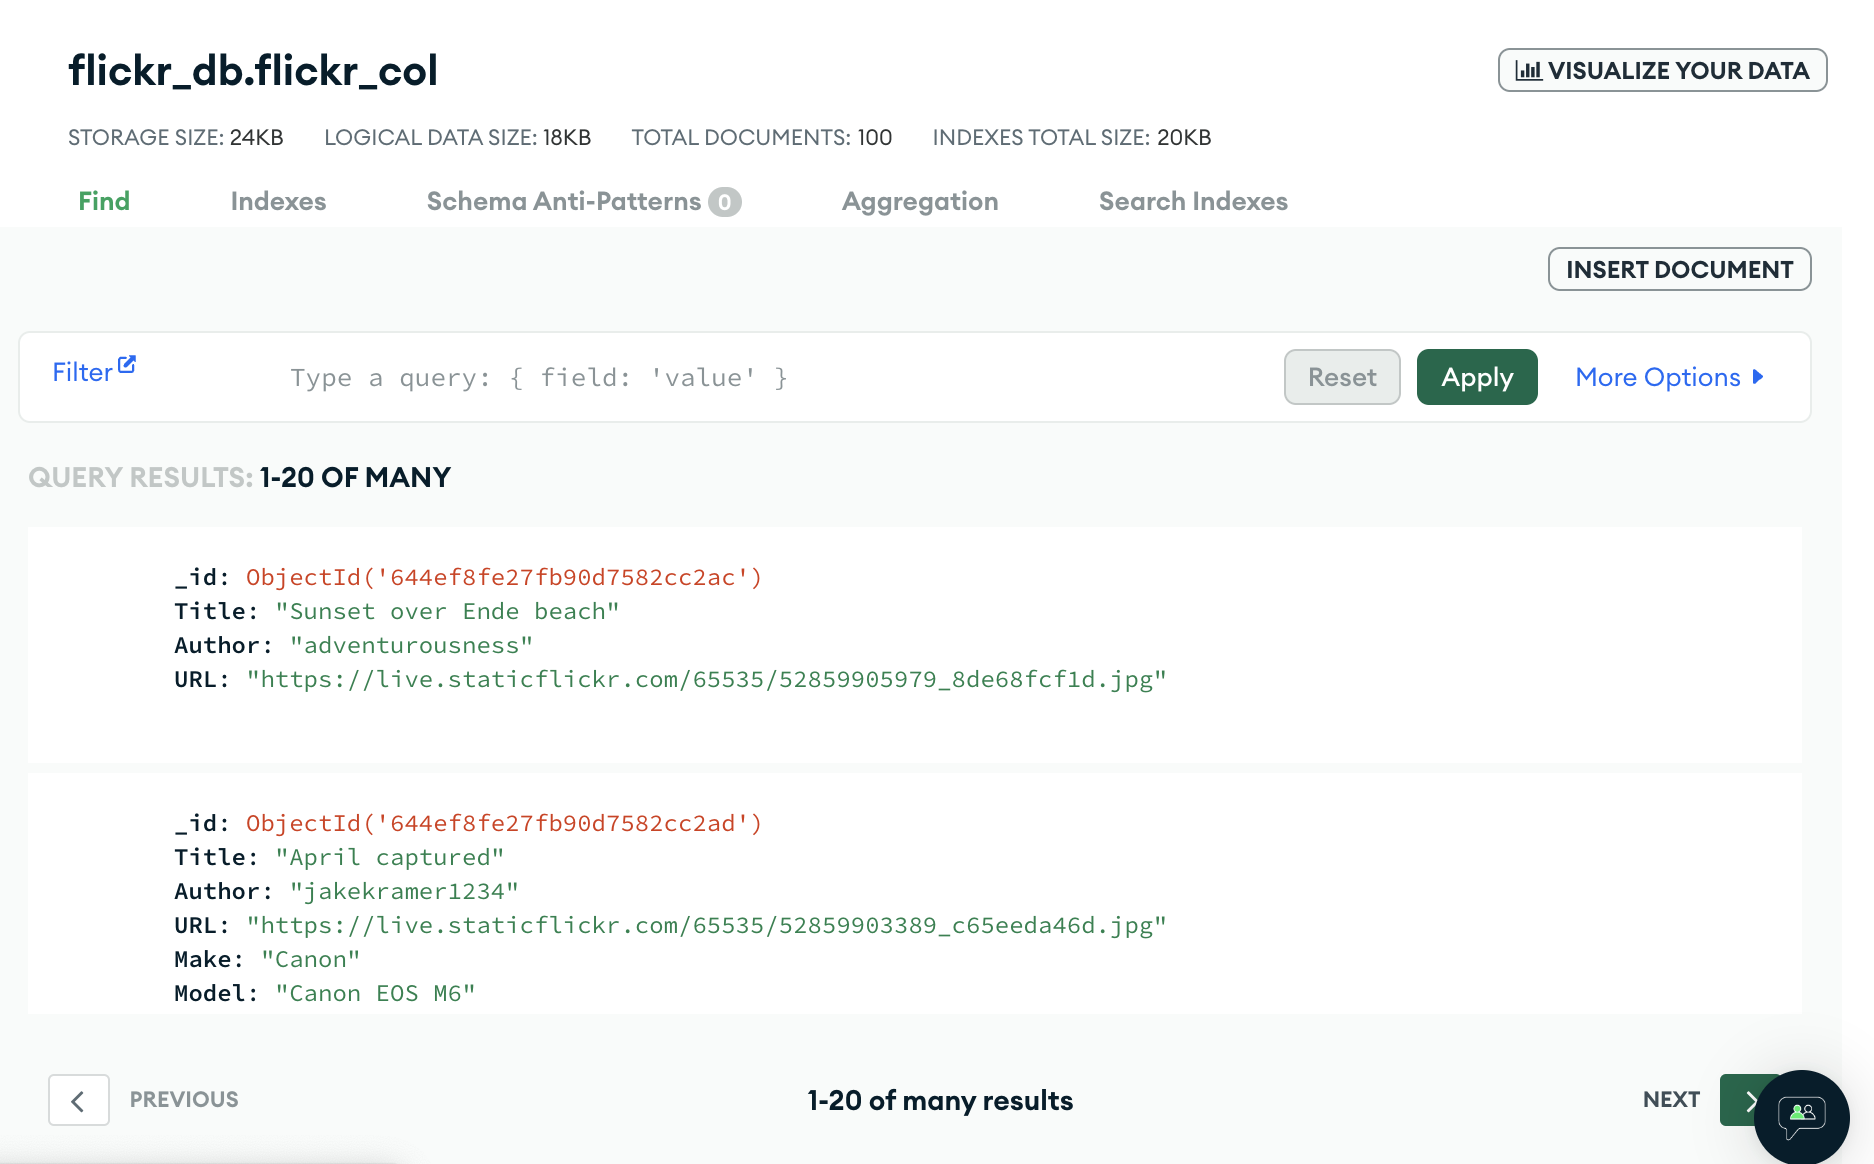 flickr_db.flickr_col
VISUALIZE YOUR DATA
STORAGE SIZE: 24KB LOGICAL DATA SIZE: 18KB TOTAL DOCUMENTS: 100 INDEXES TOTAL SIZE: 20KB
Find Indexes Schema Anti-Patterns 0 Aggregation Search Indexes
INSERT DOCUMENT
Filter Type a query: { field: 'value' } Reset Apply More Options
QUERY RESULTS: 1-20 OF MANY
_id: ObjectId('644ef8fe27fb90d7582cc2ac')
Title: "Sunset over Ende beach"
Author: "adventurousness"
URL: "https://live.staticflickr.com/65535/52859905979_8de68fcf1d.jpg"
_id: ObjectId('644ef8fe27fb90d7582cc2ad')
Title: "April captured"
Author: "jakekramer1234"
URL: "https://live.staticflickr.com/65535/52859903389_c65eeda46d.jpg"
Make: "Canon"
Model: "Canon EOS M6"
PREVIOUS 1-20 of many results NEXT